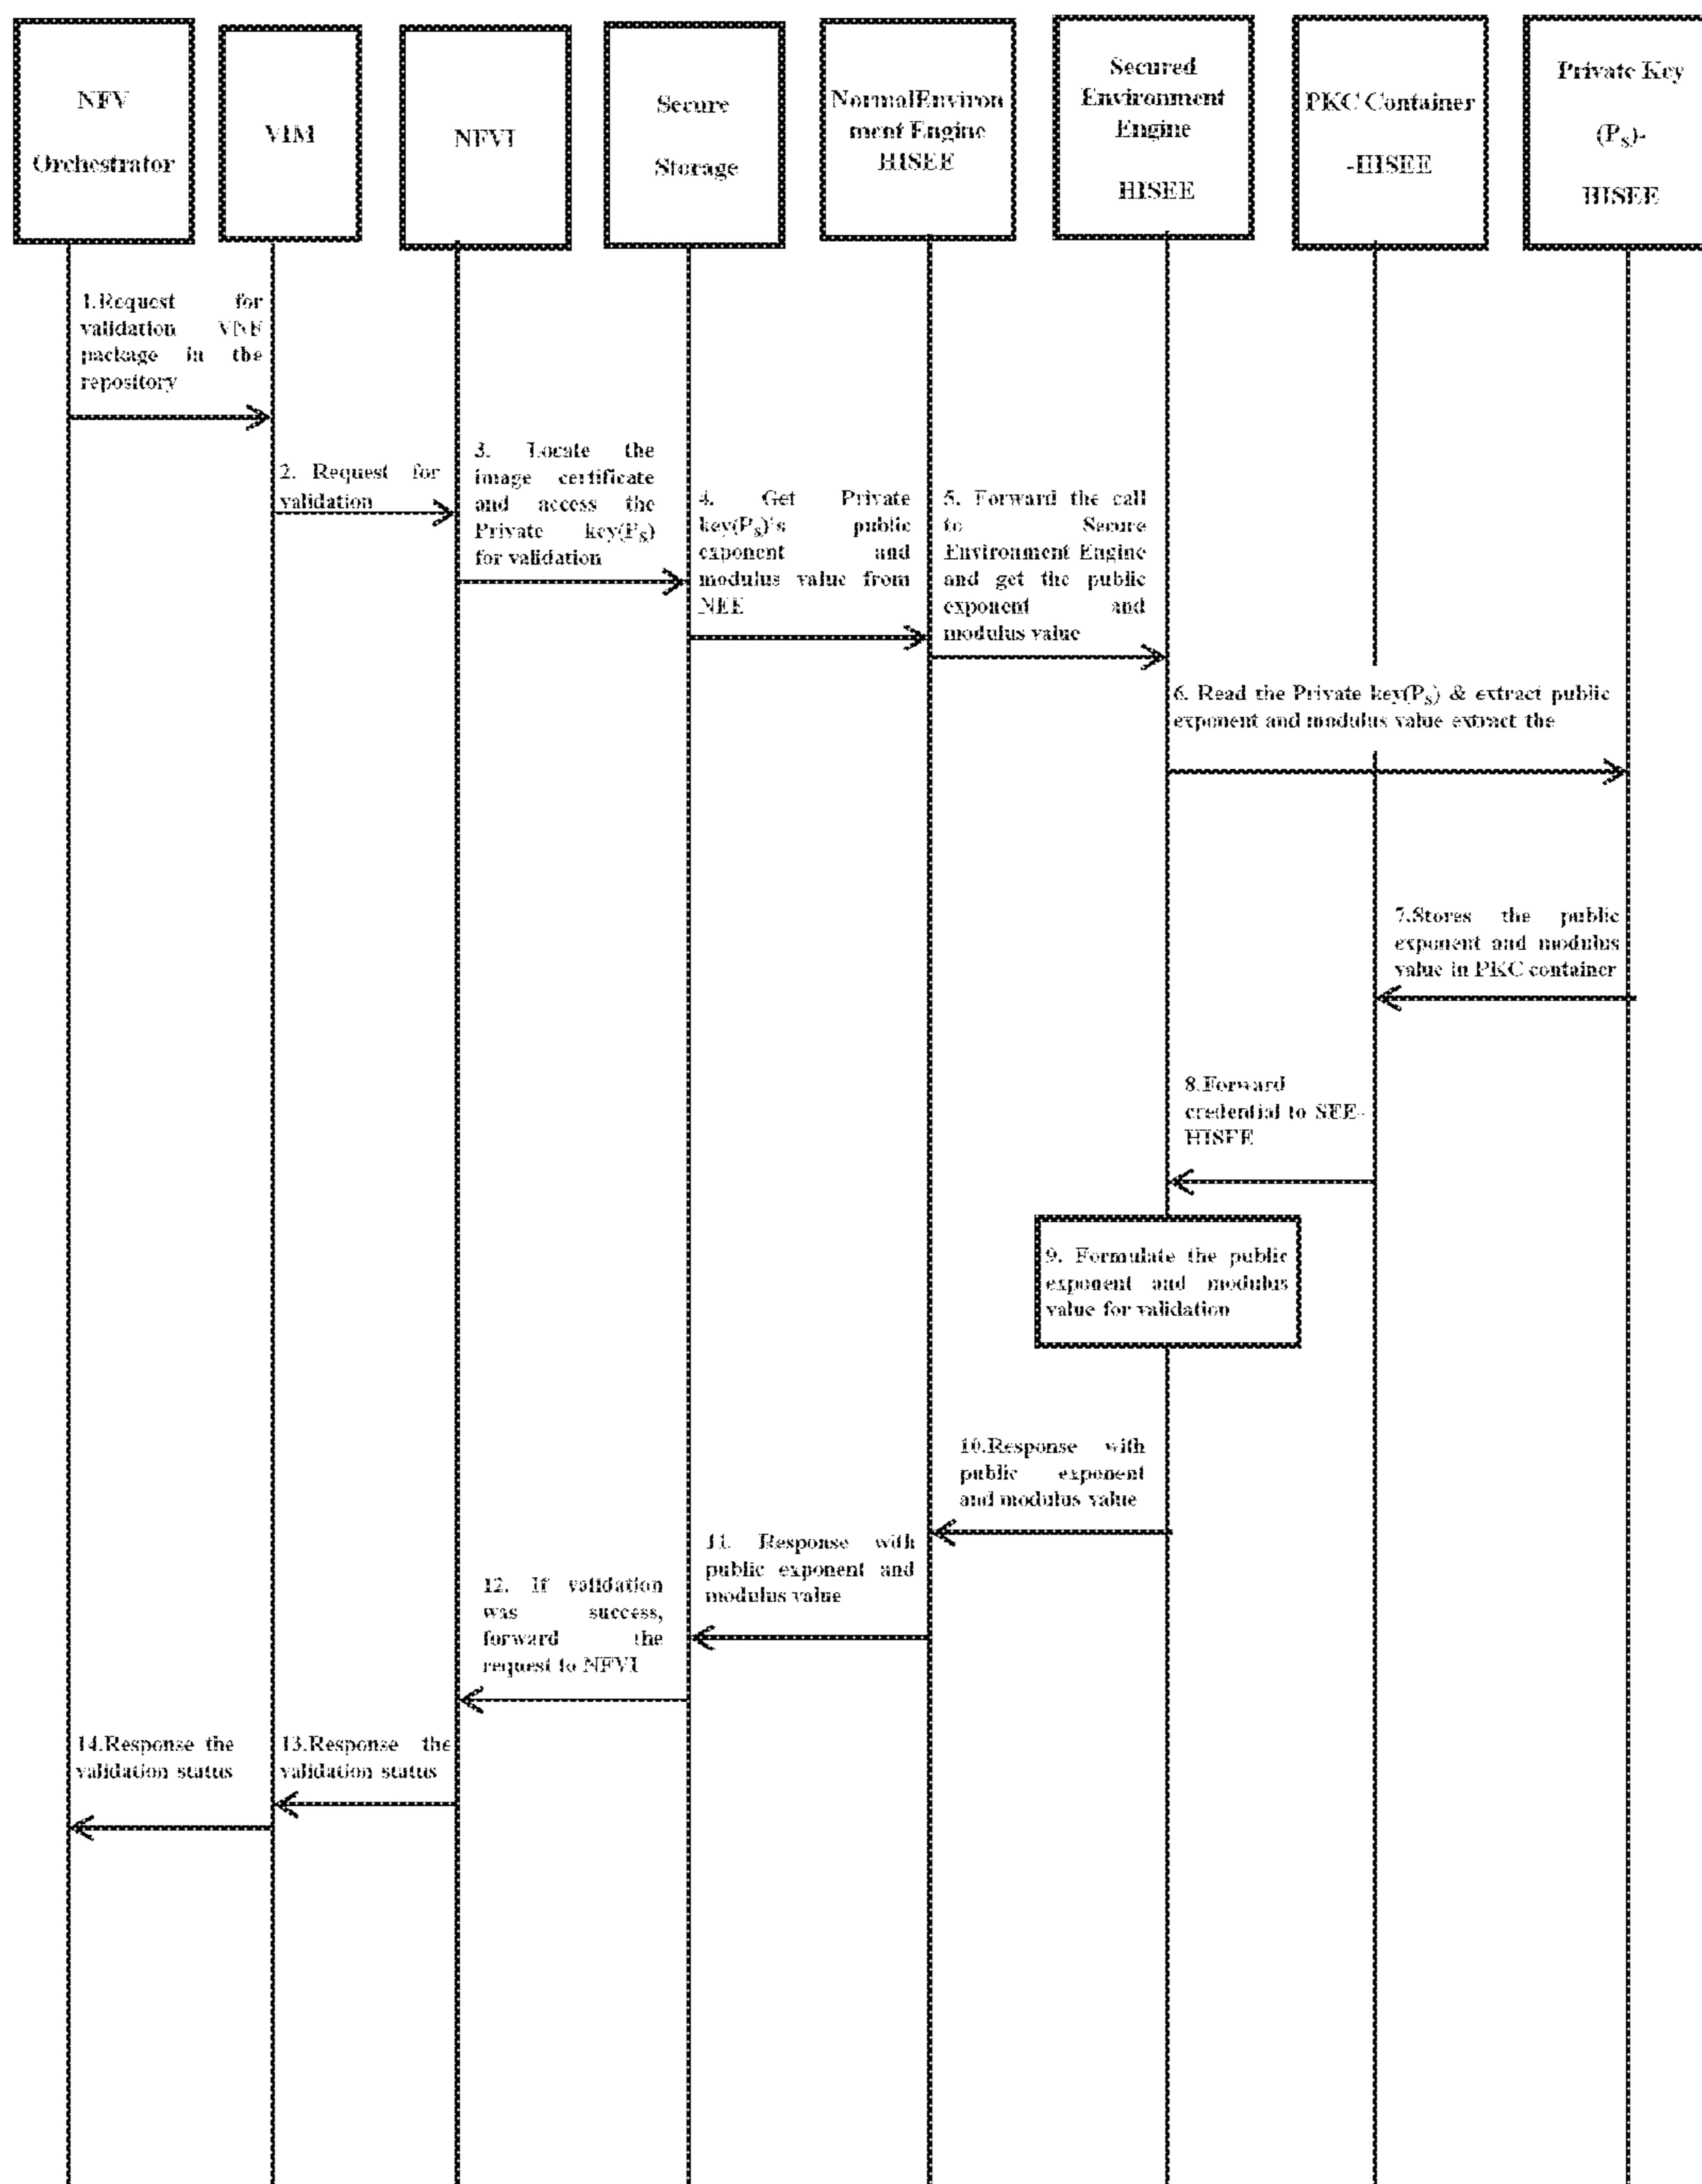 NFV
Orchestrator
VIM
NFVI
Secure
Storage
NormalEnviron
ment Engine
HISEE
Secured
Environment
Engine
HISEE
PKC Container
-HISEE
Private Key
(PS)-
HISEE
1.Request for
validation VNF
package in the
repository
2. Request for
validation
3. Locate the
image certificate
and access the
Private key(PS)
for validation
4. Get Private
key(PS)'s public
exponent and
modulus value from
NEE
5. Forward the call
to Secure
Environment Engine
and get the public
exponent and
modulus value
6. Read the Private key(PS) & extract public
exponent and modulus value extract the
7.Stores the public
exponent and modulus
value in PKC container
8.Forward
credential to SEE-
HISEE
9. Formulate the public
exponent and modulus
value for validation
10.Response with
public exponent
and modulus value
11. Response with
public exponent and
modulus value
12. If validation
was success,
forward the
request to NFVI
13.Response the
validation status
14.Response the
validation status